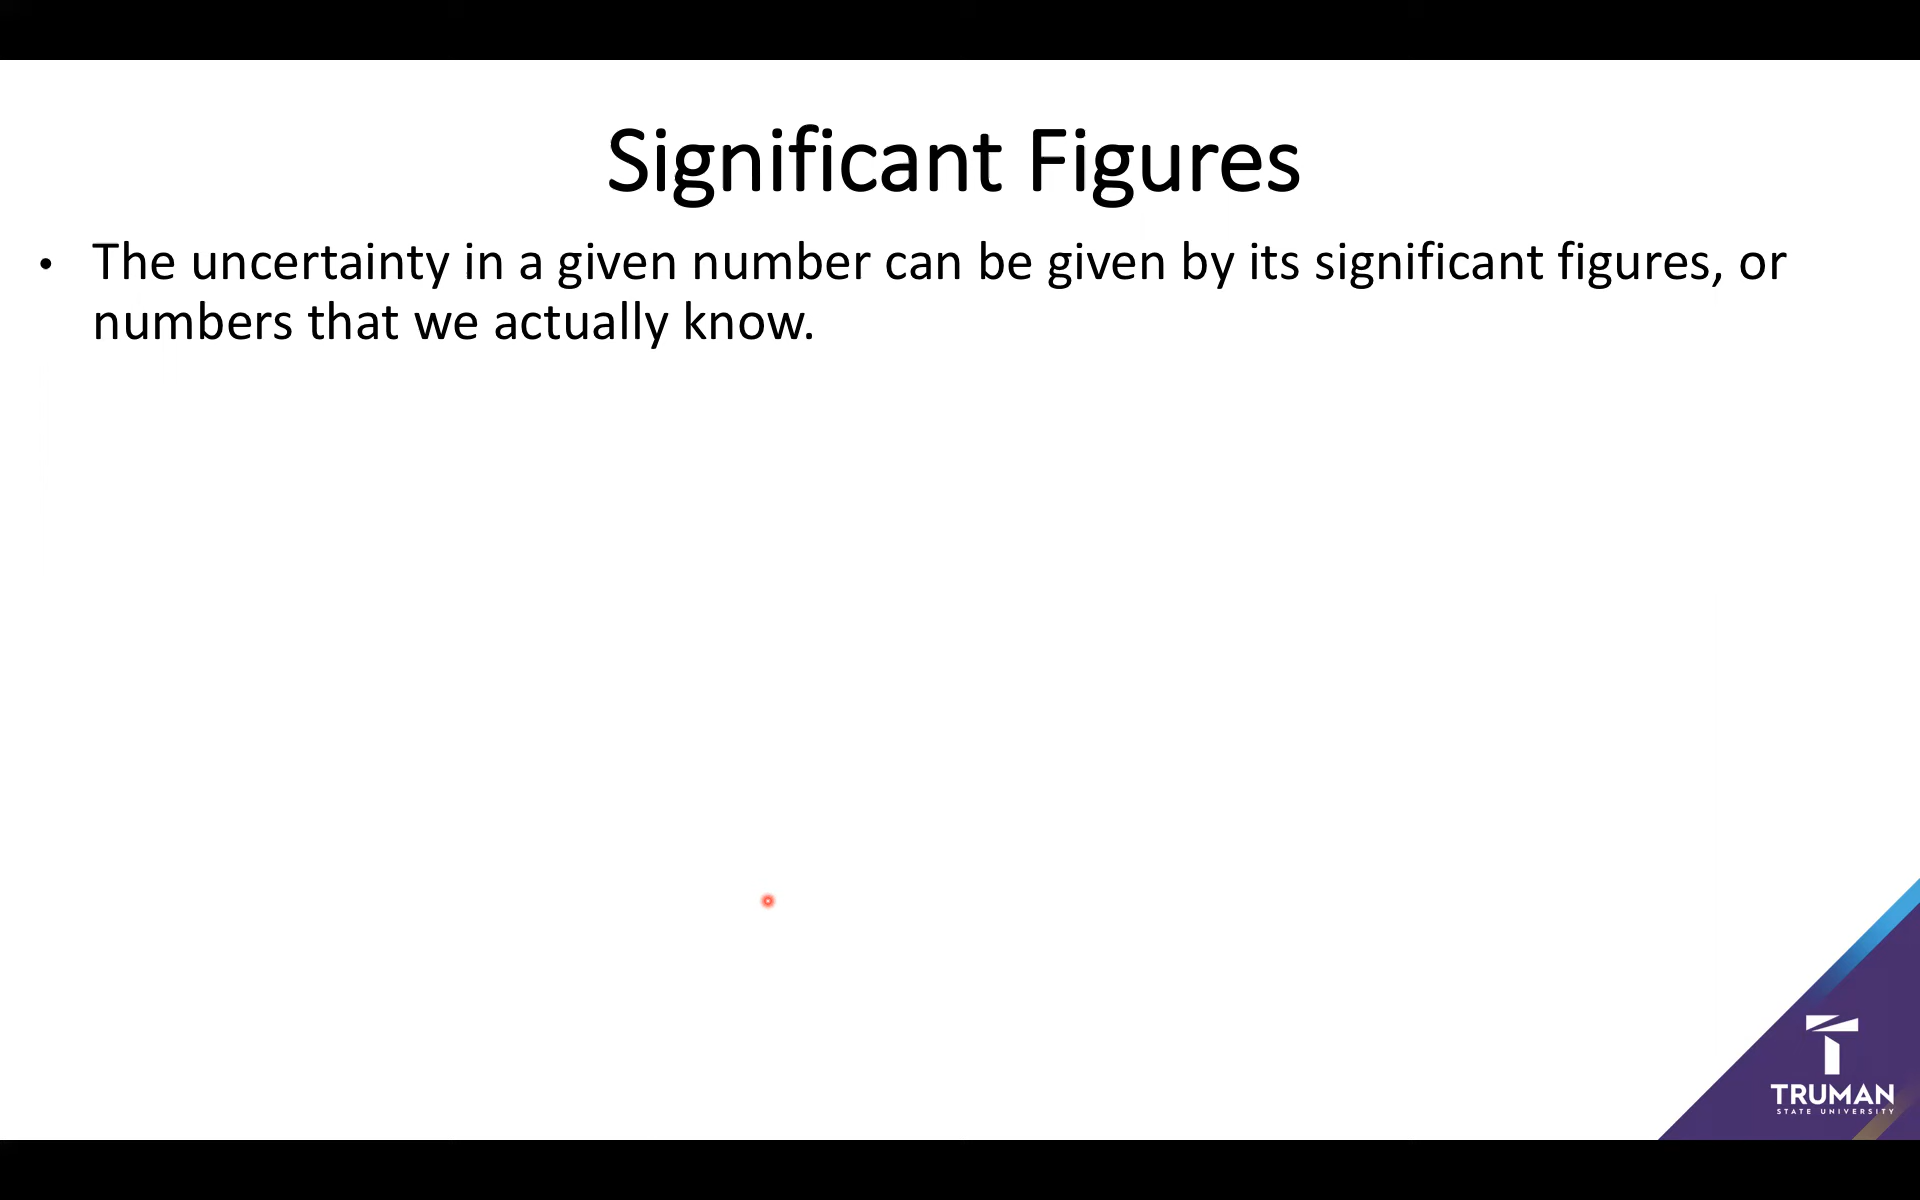 Significant Figures
• The uncertainty in a given number can be given by its significant figures, or
numbers that we actually know.
TRUMAN
STATE UNIVERSITY